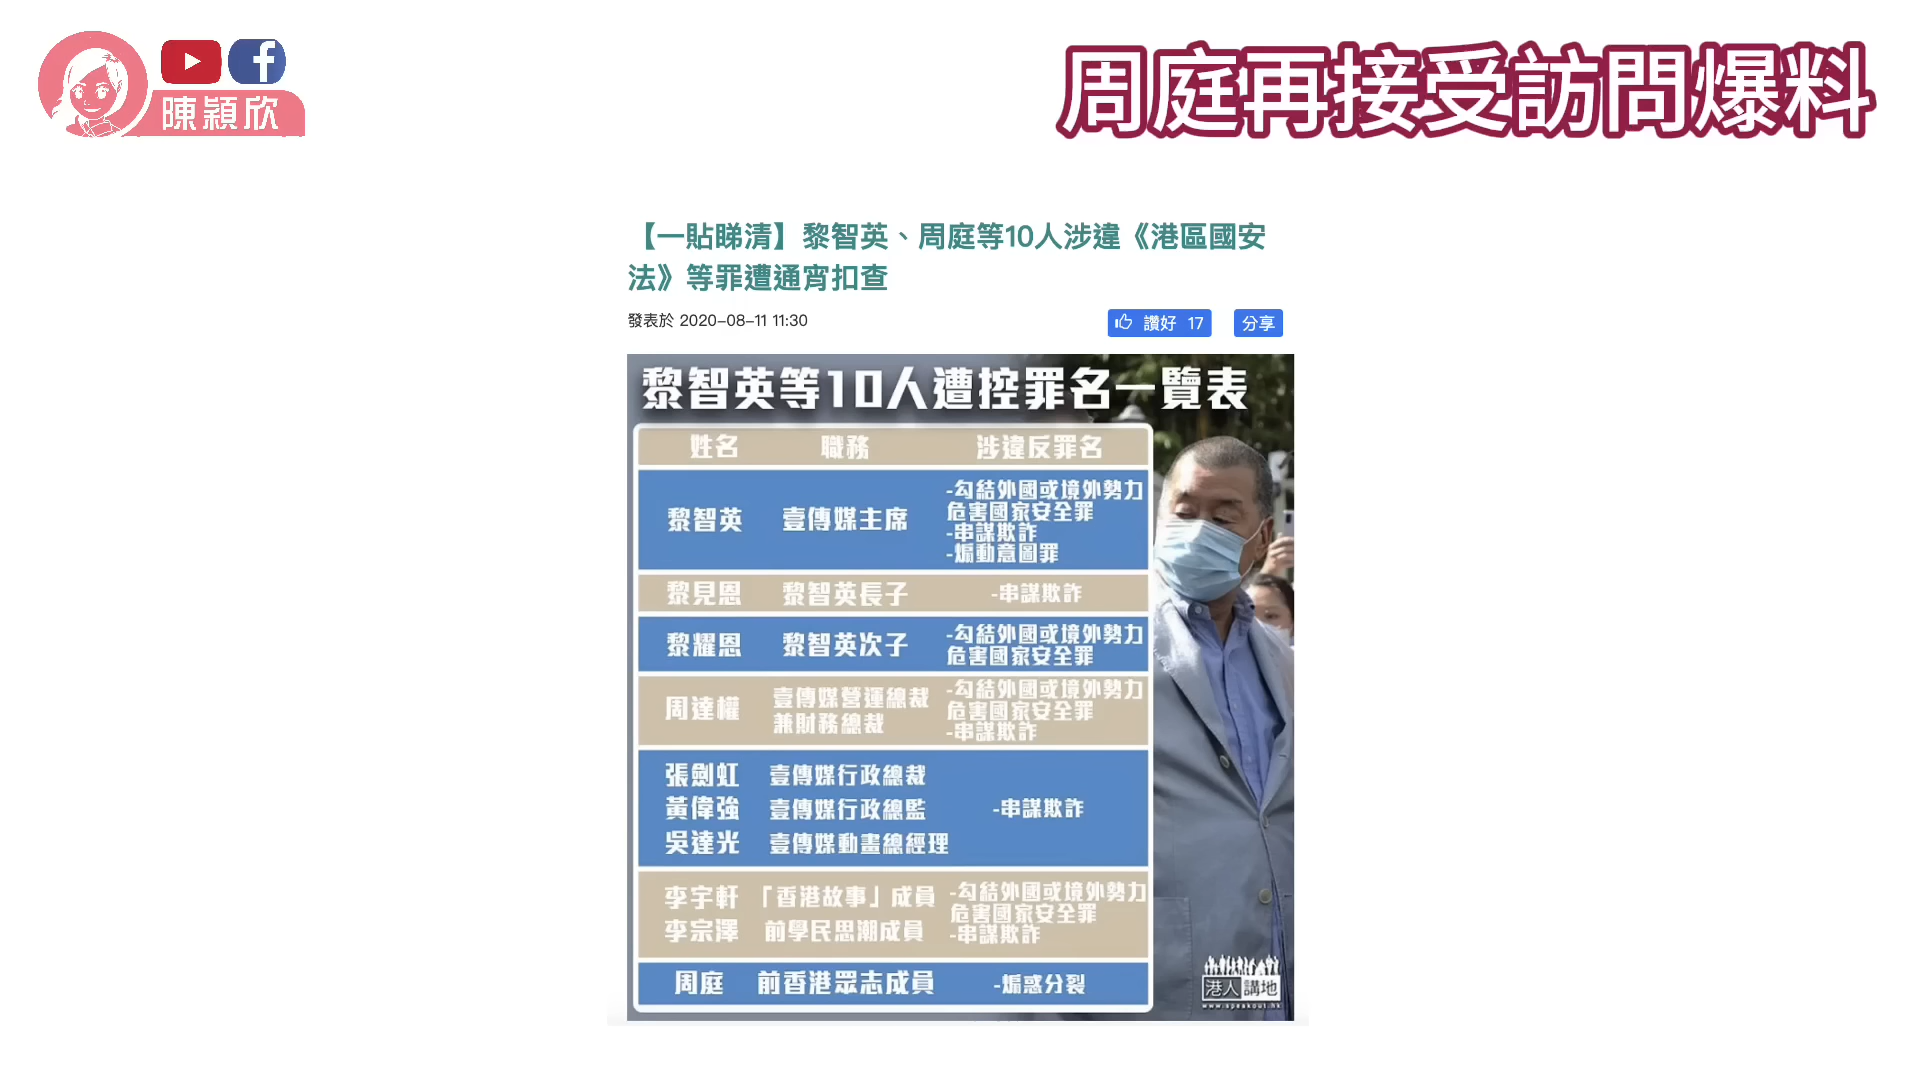 陳穎欣
周庭再接受訪問爆料
【一貼睇清】黎智英、周庭等10人涉違《港區國安
法》等罪遭通宵扣查
發表於 2020-08-11 11:30
讚好 17
分享
黎智英等10人遭控罪名一覽表
姓名 職務 涉違反罪名
黎智英 壹傳媒主席
-勾結外國或境外勢力
危害國家安全罪
-串謀欺詐
-煽動意圖罪
黎見恩 黎智英長子 -串謀欺詐
黎耀恩 黎智英次子
-勾結外國或境外勢力
危害國家安全罪
周達權
壹傳媒營運總裁
兼財務總裁
-勾結外國或境外勢力
危害國家安全罪
-串謀欺詐
張劍虹 壹傳媒行政總裁
黃偉強 壹傳媒行政總監
吳達光 壹傳媒動畫總經理
-串謀欺詐
李宇軒 「香港故事」成員
李宗澤 前學民思潮成員
-勾結外國或境外勢力
危害國家安全罪
-串謀欺詐
周庭 前香港眾志成員 -煽惑分裂
港人講地
www.speakout.hk